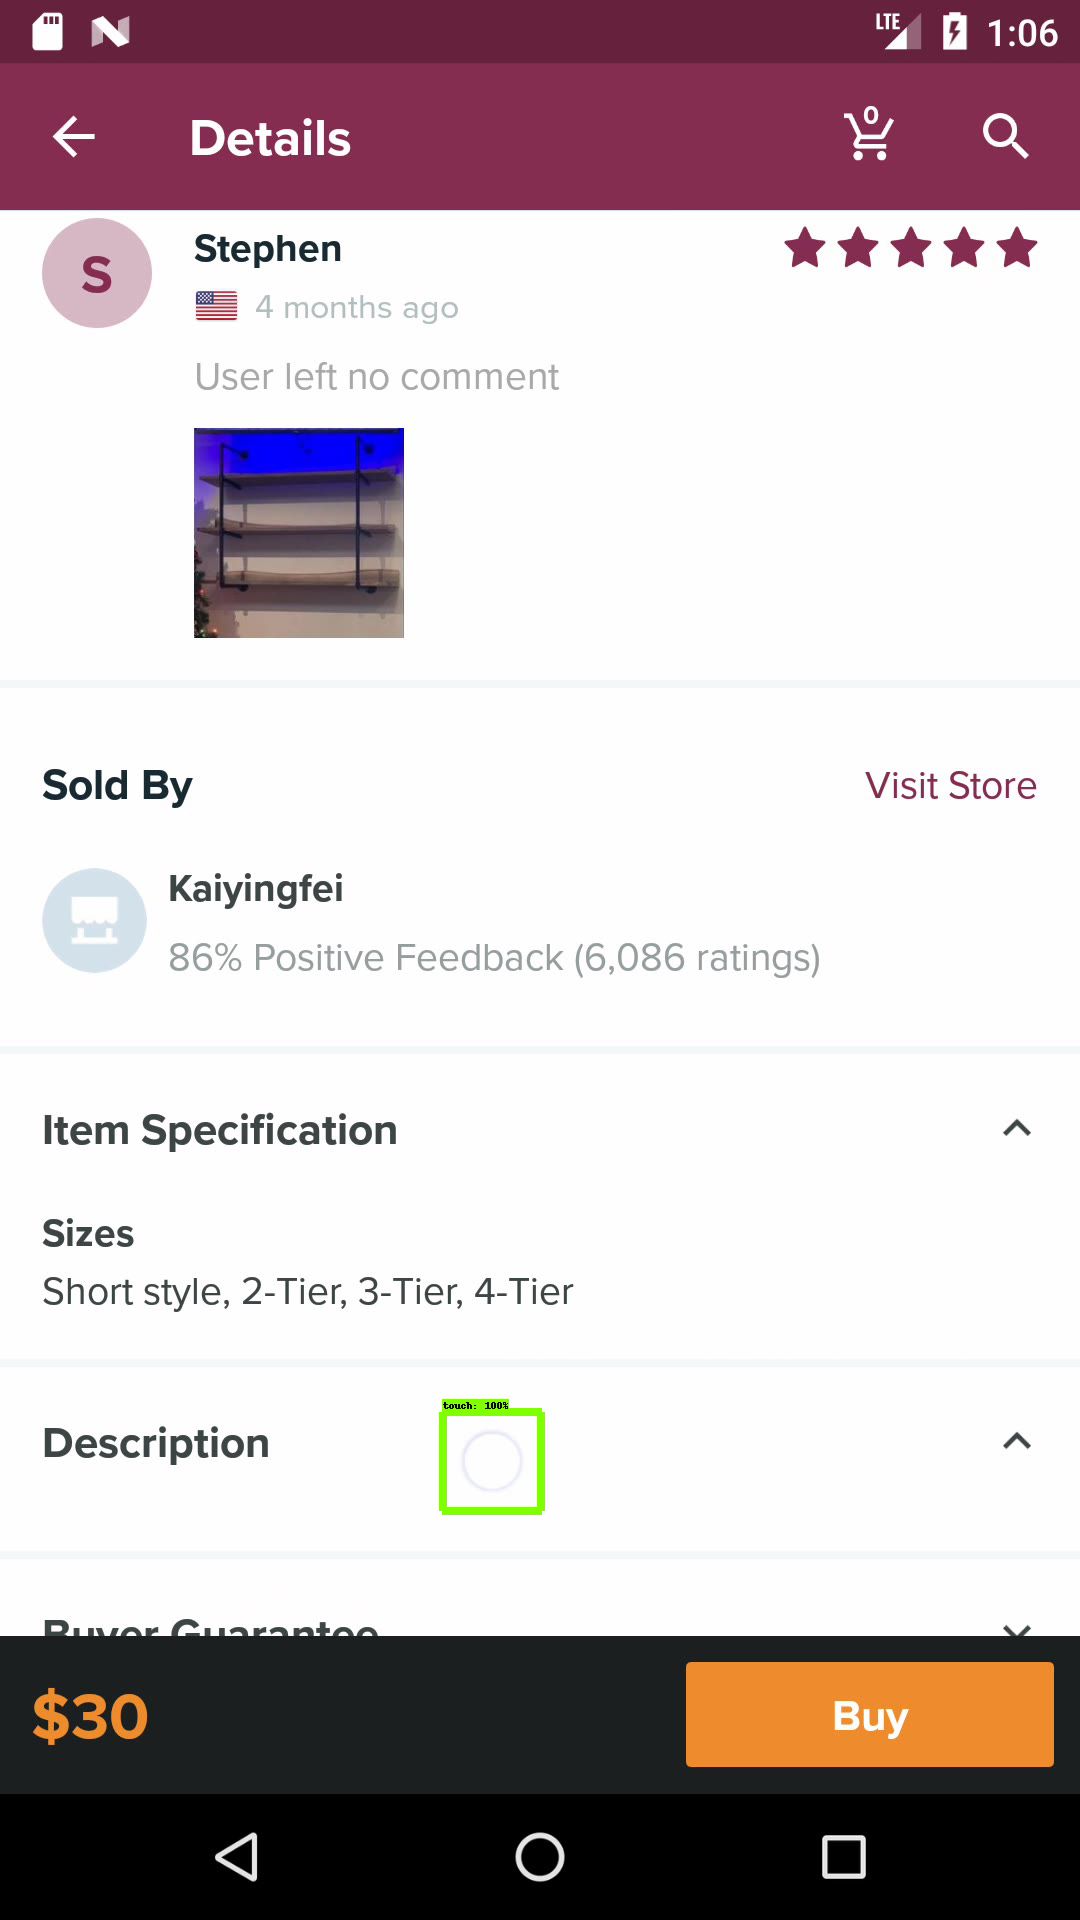 LTE 1:06
Details 0
S Stephen
4 months ago
User left no comment
Sold By Visit Store
Kaiyingfei
86% Positive Feedback (6,086 ratings)
Item Specification
Sizes
Short style, 2-Tier, 3-Tier, 4-Tier
touch: 100%
Description
Buyer Guarantee
$30 Buy